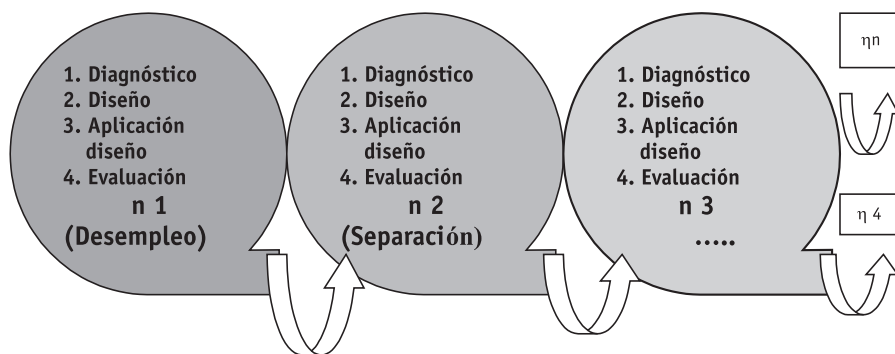 1. Diagnóstico
2. Diseño
3. Aplicación
diseño
4. Evaluación
n 1
(Desempleo)
1. Diagnóstico
2. Diseño
3. Aplicación
diseño
4. Evaluación
n 2
(Separación)
1. Diagnóstico
2. Diseño
3. Aplicación
diseño
4. Evaluación
n 3
.....
ηn
η 4